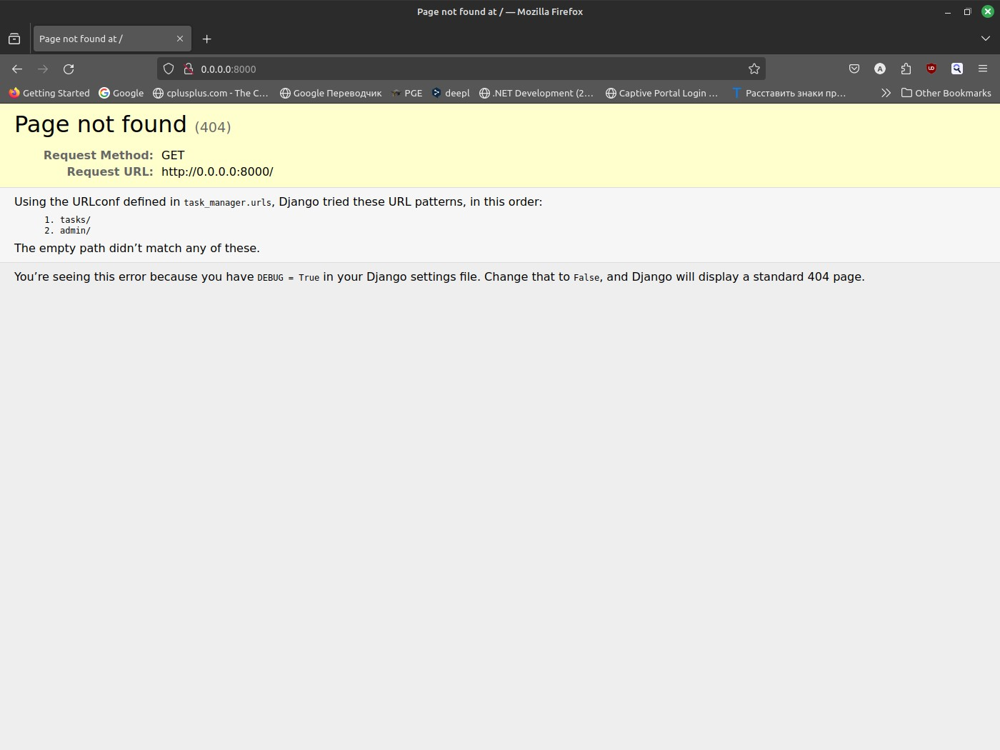 Page not found at / — Mozilla Firefox
Page not found at /
0.0.0.0:8000
Getting Started Google cplusplus.com - The C… Google Переводчик PGE deepl .NET Development (2… Captive Portal Login … Расставить знаки пр… Other Bookmarks
Page not found (404)
Request Method: GET
Request URL: http://0.0.0.0:8000/
Using the URLconf defined in task_manager.urls, Django tried these URL patterns, in this order:
1. tasks/
2. admin/
The empty path didn’t match any of these.
You’re seeing this error because you have DEBUG = True in your Django settings file. Change that to False, and Django will display a standard 404 page.